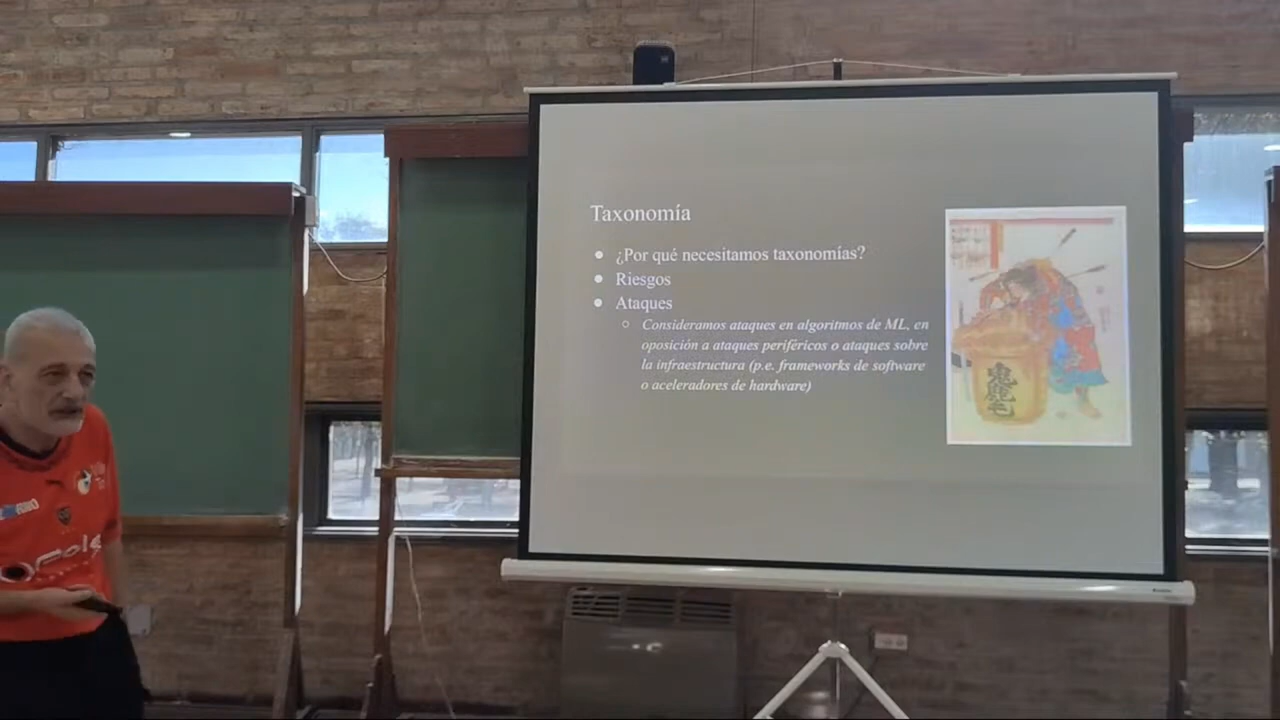 Taxonomía
● ¿Por qué necesitamos taxonomías?
● Riesgos
● Ataques
○ Consideramos ataques en algoritmos de ML, en
oposición a ataques periféricos o ataques sobre
la infraestructura (p.e. frameworks de software
o aceleradores de hardware)